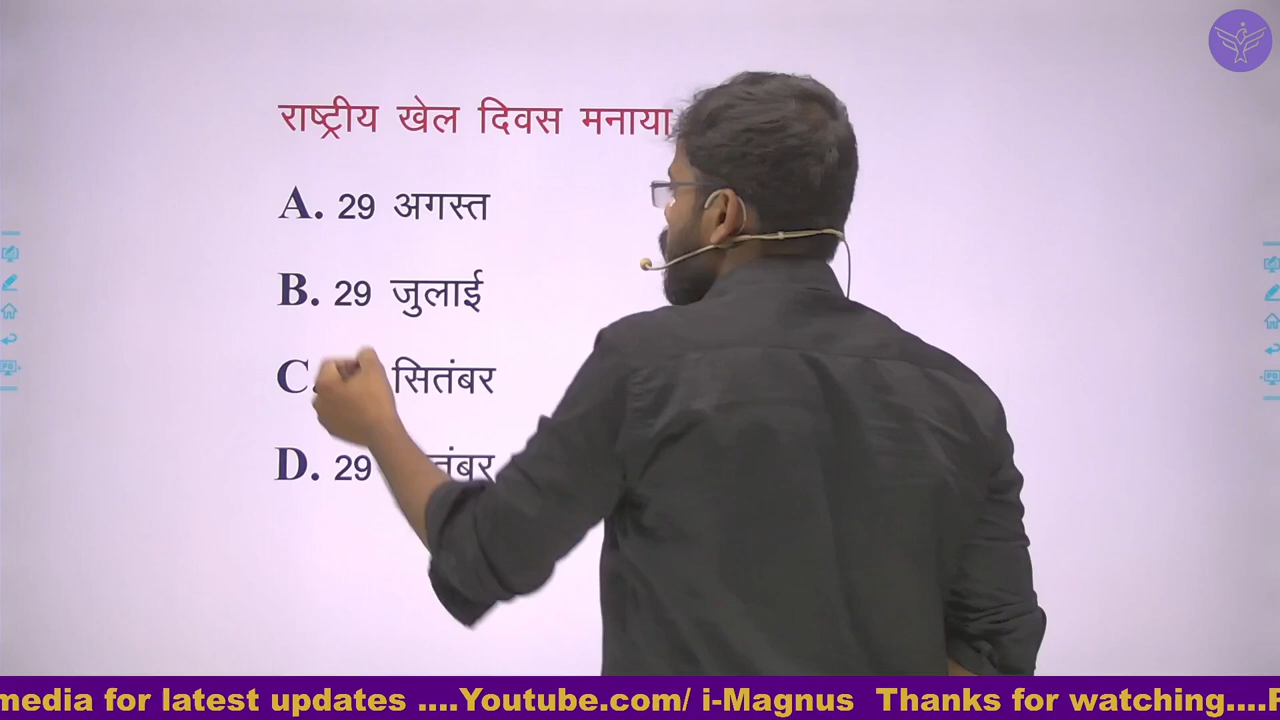 राष्ट्रीय खेल दिवस मनाया
A. 29 अगस्त
B. 29 जुलाई
C. सितंबर
D. 29
media for latest updates ....Youtube.com/ i-Magnus Thanks for watching....